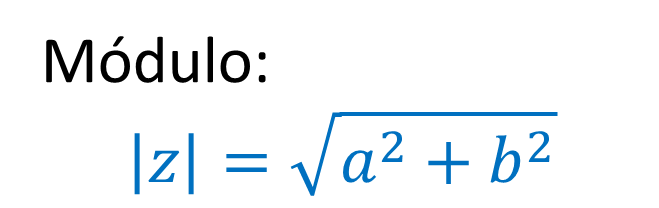 Módulo:
|z| = √(a² + b²)